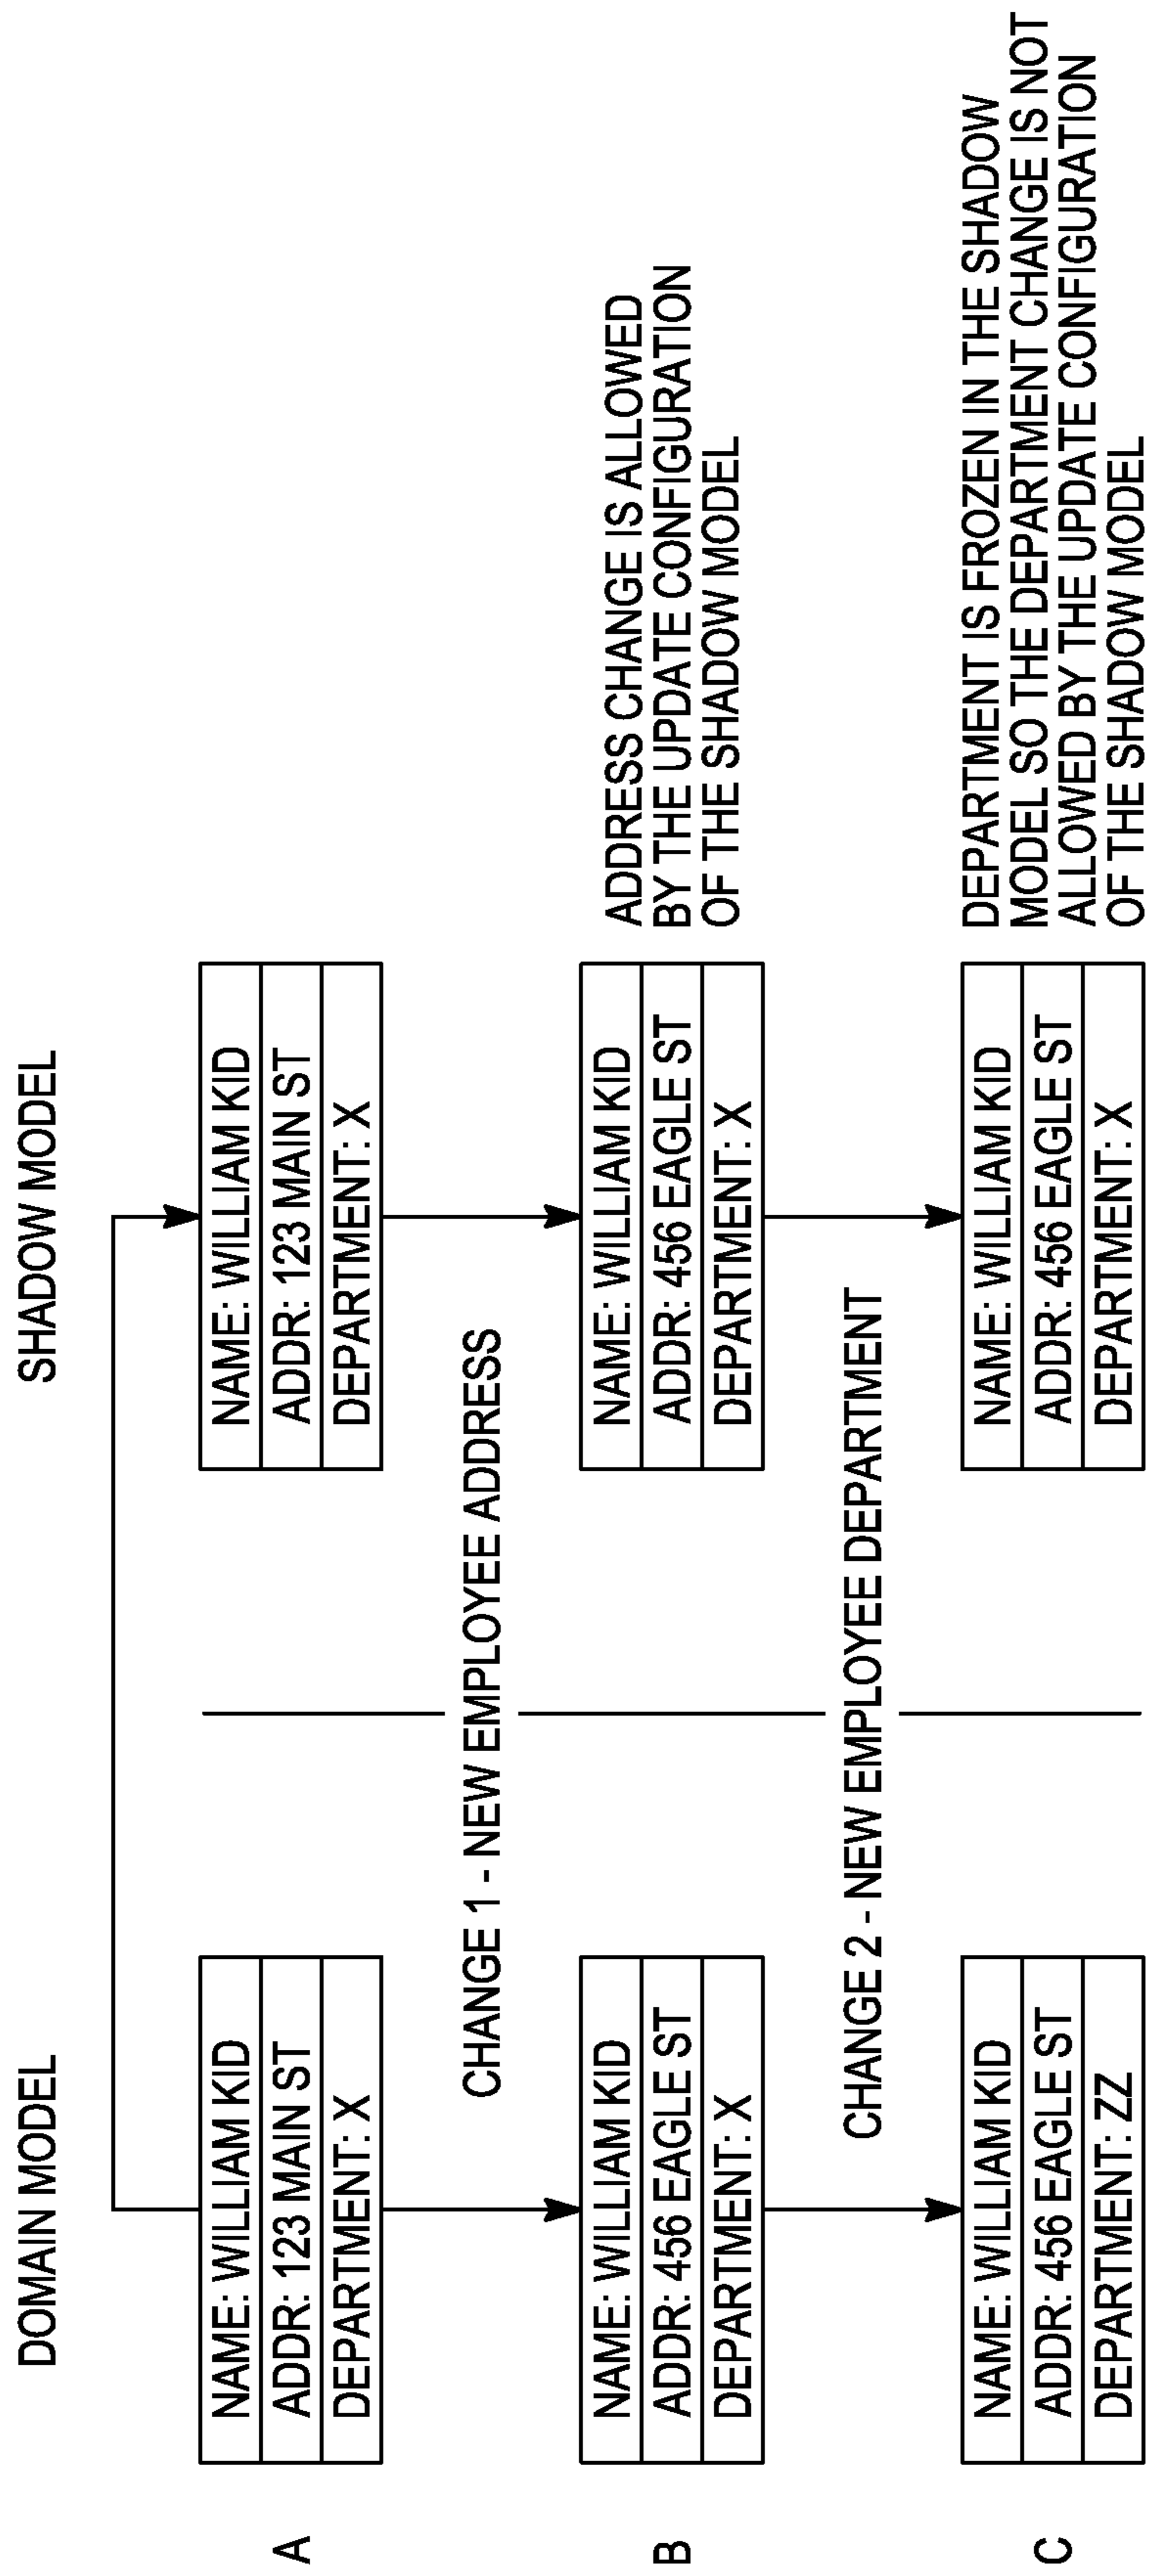 DOMAIN MODEL
SHADOW MODEL
A
NAME: WILLIAM KID
ADDR: 123 MAIN ST
DEPARTMENT: X
NAME: WILLIAM KID
ADDR: 123 MAIN ST
DEPARTMENT: X
CHANGE 1 - NEW EMPLOYEE ADDRESS
B
NAME: WILLIAM KID
ADDR: 456 EAGLE ST
DEPARTMENT: X
NAME: WILLIAM KID
ADDR: 456 EAGLE ST
DEPARTMENT: X
ADDRESS CHANGE IS ALLOWED
BY THE UPDATE CONFIGURATION
OF THE SHADOW MODEL
CHANGE 2 - NEW EMPLOYEE DEPARTMENT
C
NAME: WILLIAM KID
ADDR: 456 EAGLE ST
DEPARTMENT: ZZ
NAME: WILLIAM KID
ADDR: 456 EAGLE ST
DEPARTMENT: X
DEPARTMENT IS FROZEN IN THE SHADOW
MODEL SO THE DEPARTMENT CHANGE IS NOT
ALLOWED BY THE UPDATE CONFIGURATION
OF THE SHADOW MODEL